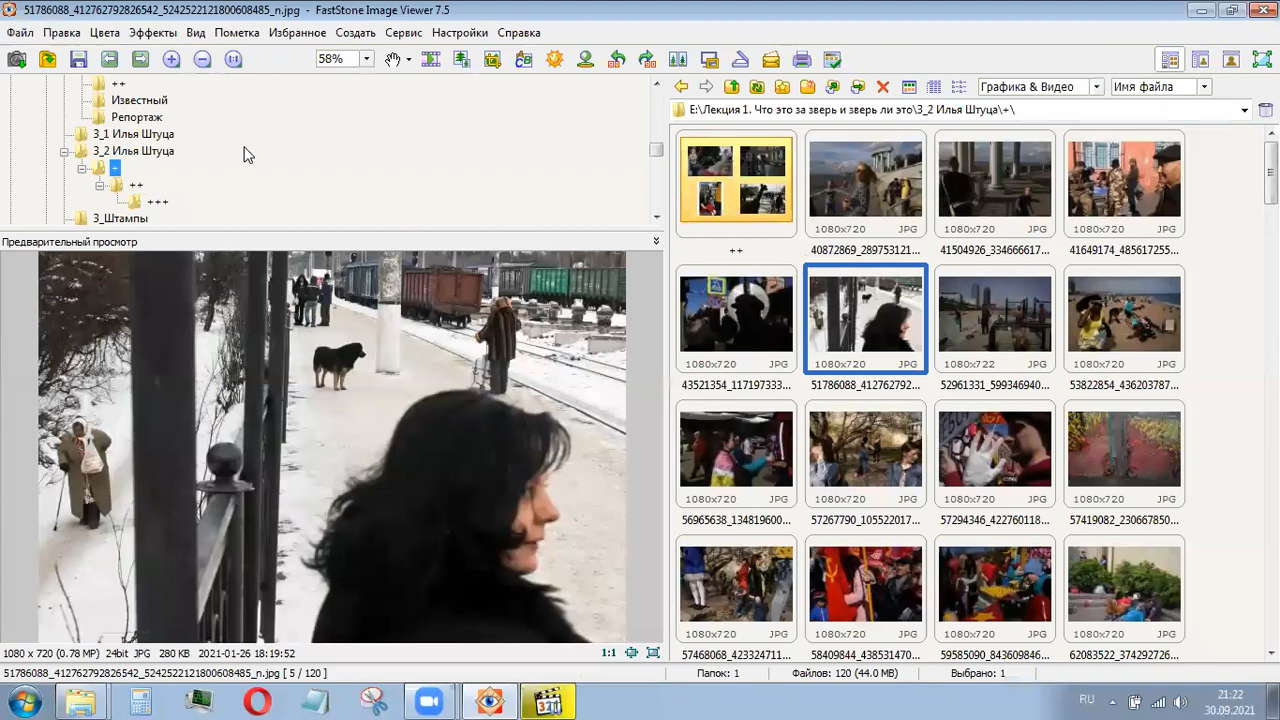 51786088_412762792826542_5242522121800608485_n.jpg - FastStone Image Viewer 7.5
Файл Правка Цвета Эффекты Вид Пометка Избранное Создать Сервис Настройки Справка
58%
Графика & Видео
Имя файла
++
Известный
Репортаж
3_1 Илья Штуца
3_2 Илья Штуца
+
++
+++
3_Штампы
Предварительный просмотр
1080 x 720 (0.78 MP) 24bit JPG 280 KB 2021-01-26 18:19:52
1:1
51786088_412762792826542_5242522121800608485_n.jpg [ 5 / 120 ]
E:\Лекция 1. Что это за зверь и зверь ли это\3_2 Илья Штуца\+\
1080x720 JPG 1080x720 JPG 1080x720 JPG
++ 40872869_289753121... 41504926_334666617... 41649174_485617255...
1080x720 JPG 1080x720 JPG 1080x722 JPG 1080x720 JPG
43521354_117197333... 51786088_412762792... 52961331_599346940... 53822854_436203787...
1080x720 JPG 1080x720 JPG 1080x720 JPG 1080x720 JPG
56965638_134819600... 57267790_105522017... 57294346_422760118... 57419082_230667850...
1080x720 JPG 1080x720 JPG 1080x720 JPG 1080x720 JPG
57468068_423324711... 58409844_438531470... 59585090_843609846... 62083522_374292726...
Папок: 1 Файлов: 120 (44.0 MB) Выбрано: 1
321
RU
21:22
30.09.2021